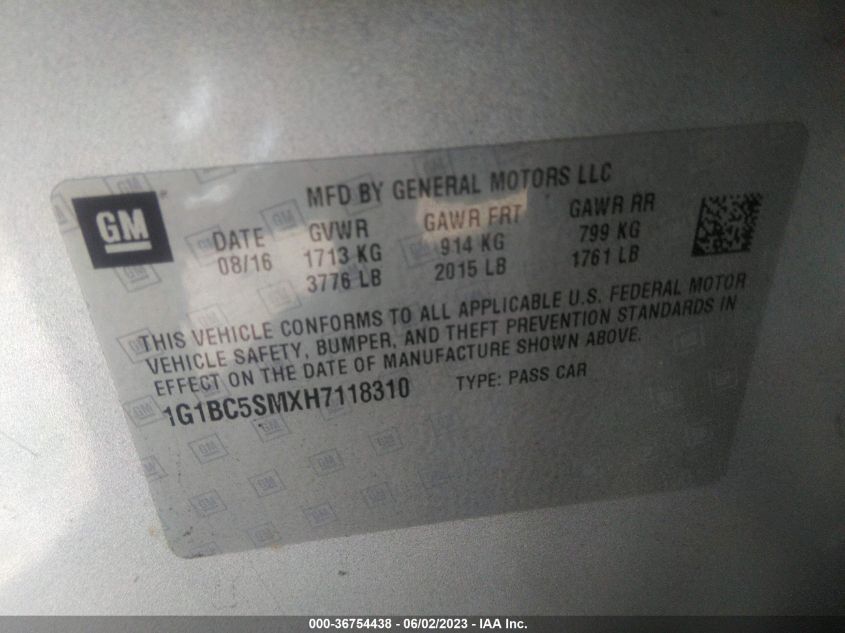 GM
MFD BY GENERAL MOTORS LLC
DATE GVWR GAWR FRT GAWR RR
08/16 1713 KG 914 KG 799 KG
3776 LB 2015 LB 1761 LB
THIS VEHICLE CONFORMS TO ALL APPLICABLE U.S. FEDERAL MOTOR
VEHICLE SAFETY, BUMPER, AND THEFT PREVENTION STANDARDS IN
EFFECT ON THE DATE OF MANUFACTURE SHOWN ABOVE.
1G1BC5SMXH7118310 TYPE: PASS CAR
000-36754438 - 06/02/2023 - IAA Inc.